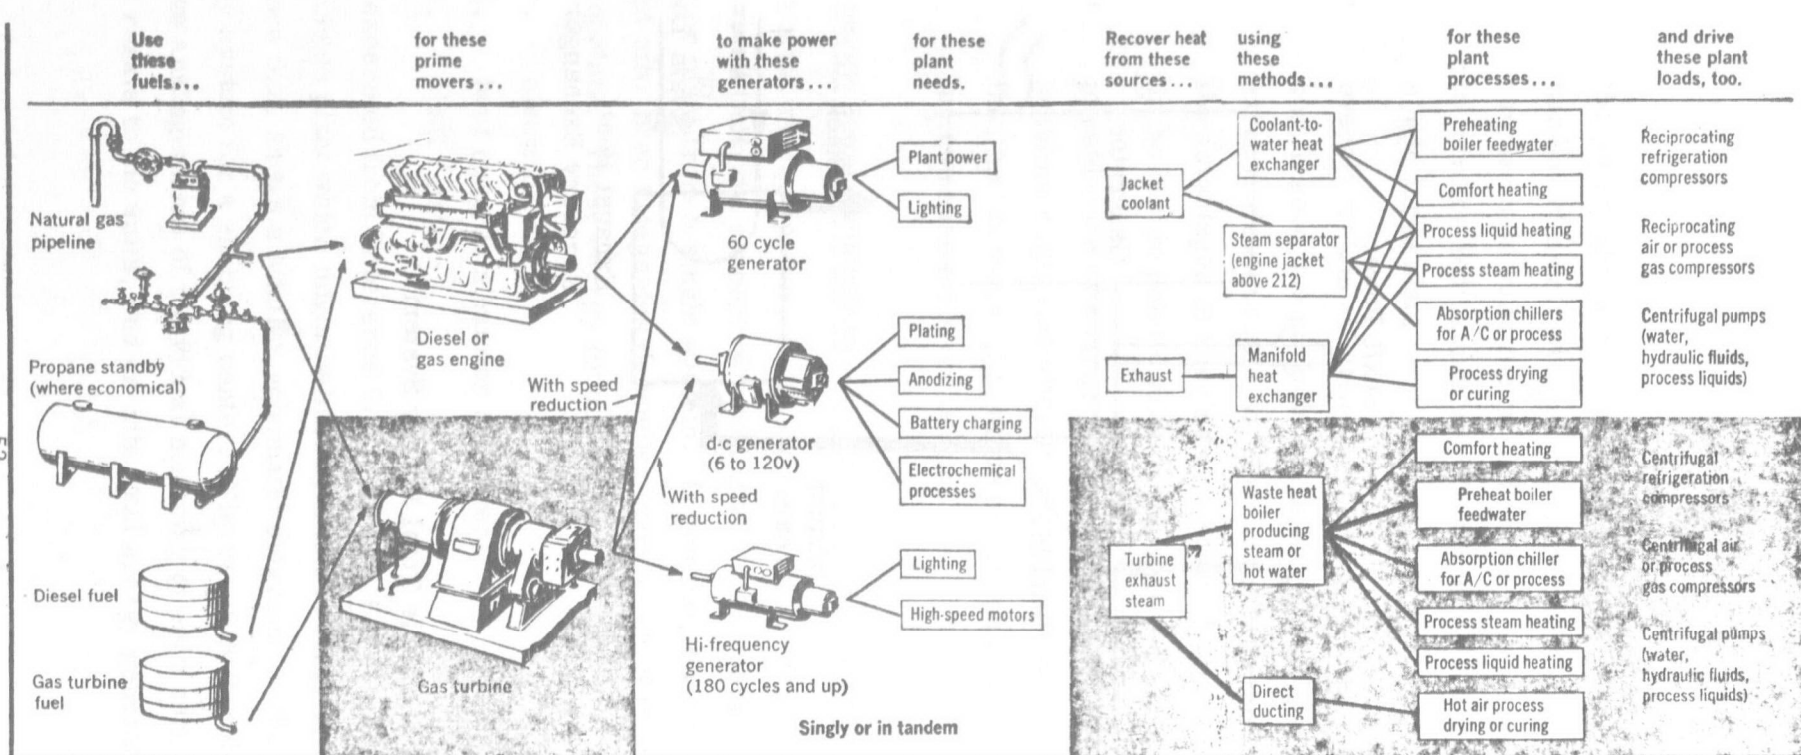 Use
these
fuels...
for these
prime
movers...
to make power
with these
generators...
for these
plant
needs.
Recover heat
from these
sources...
using
these
methods...
for these
plant
processes...
and drive
these plant
loads, too.
Natural gas
pipeline
Propane standby
(where economical)
Diesel fuel
Gas turbine
fuel
Diesel or
gas engine
Gas turbine
With speed
reduction
With speed
reduction
60 cycle
generator
d-c generator
(6 to 120v)
Hi-frequency
generator
(180 cycles and up)
Singly or in tandem
Plant power
Lighting
Plating
Anodizing
Battery charging
Electrochemical
processes
Lighting
High-speed motors
Jacket
coolant
Exhaust
Turbine
exhaust
steam
Coolant-to-
water heat
exchanger
Steam separator
(engine jacket
above 212)
Manifold
heat
exchanger
Waste heat
boiler
producing
steam or
hot water
Direct
ducting
Preheating
boiler feedwater
Comfort heating
Process liquid heating
Process steam heating
Absorption chillers
for A/C or process
Process drying
or curing
Comfort heating
Preheat boiler
feedwater
Absorption chiller
for A/C or process
Process steam heating
Process liquid heating
Hot air process
drying or curing
Reciprocating
refrigeration
compressors
Reciprocating
air or process
gas compressors
Centrifugal pumps
(water,
hydraulic fluids,
process liquids)
Centrifugal
refrigeration
compressors
Centrifugal air
or process
gas compressors
Centrifugal pumps
(water,
hydraulic fluids,
process liquids)